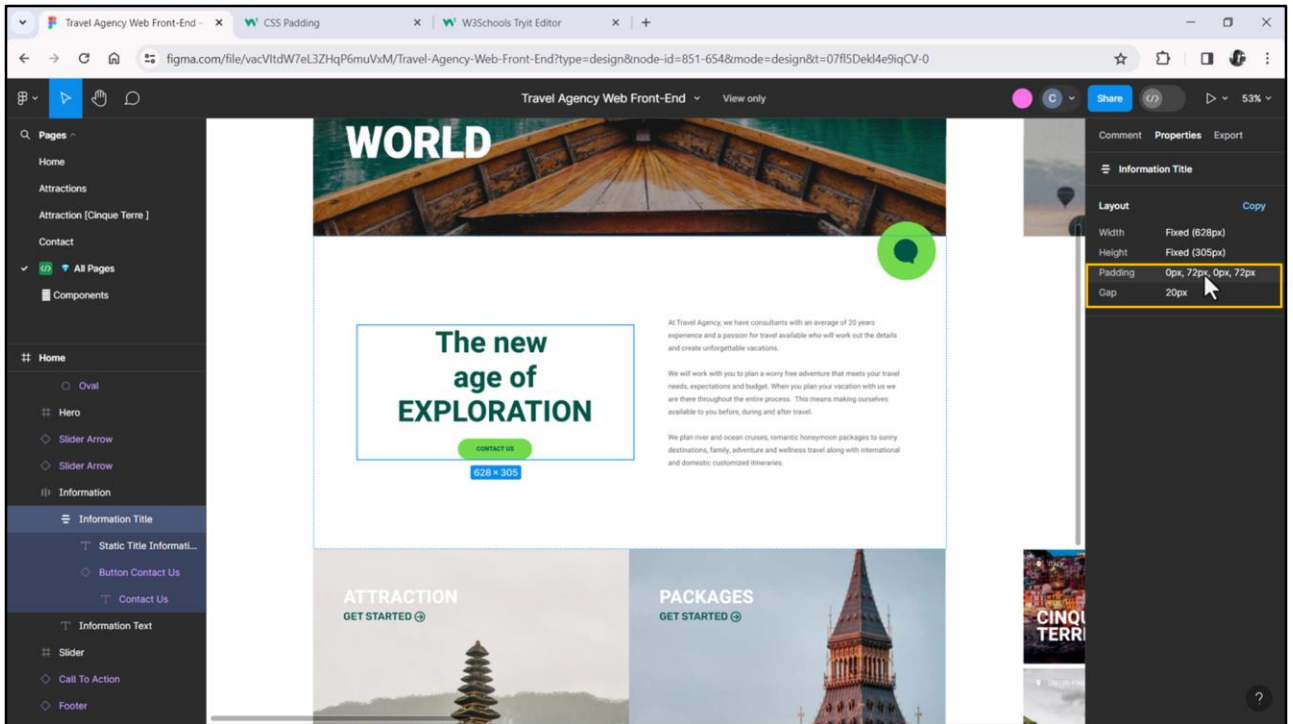 Travel Agency Web Front-End –
CSS Padding
W3Schools Tryit Editor
figma.com/file/vacVItdW7eL3ZHqP6muVxM/Travel-Agency-Web-Front-End?type=design&node-id=851-654&mode=design&t=07fl5Dekl4e9iqCV-0
Travel Agency Web Front-End
View only
C
Share
53%
Pages
Home
Attractions
Attraction [Cinque Terre ]
Contact
All Pages
Components
Home
Oval
Hero
Slider Arrow
Slider Arrow
Information
Information Title
Static Title Informati...
Button Contact Us
Contact Us
Information Text
Slider
Call To Action
Footer
WORLD
The new
age of
EXPLORATION
CONTACT US
628 × 305
At Travel Agency, we have consultants with an average of 20 years
experience and a passion for travel available who will work out the details
and create unforgettable vacations.
We will work with you to plan a worry free adventure that meets your travel
needs, expectations and budget. When you plan your vacation with us we
are there throughout the entire process. This means making ourselves
available to you before, during and after travel.
We plan river and ocean cruises, romantic honeymoon packages to sunny
destinations, family, adventure and wellness travel along with international
and domestic customized itineraries.
ATTRACTION
GET STARTED
PACKAGES
GET STARTED
CINQU
TERRI
Comment
Properties
Export
Information Title
Layout
Copy
Width
Fixed (628px)
Height
Fixed (305px)
Padding
0px, 72px, 0px, 72px
Gap
20px
?